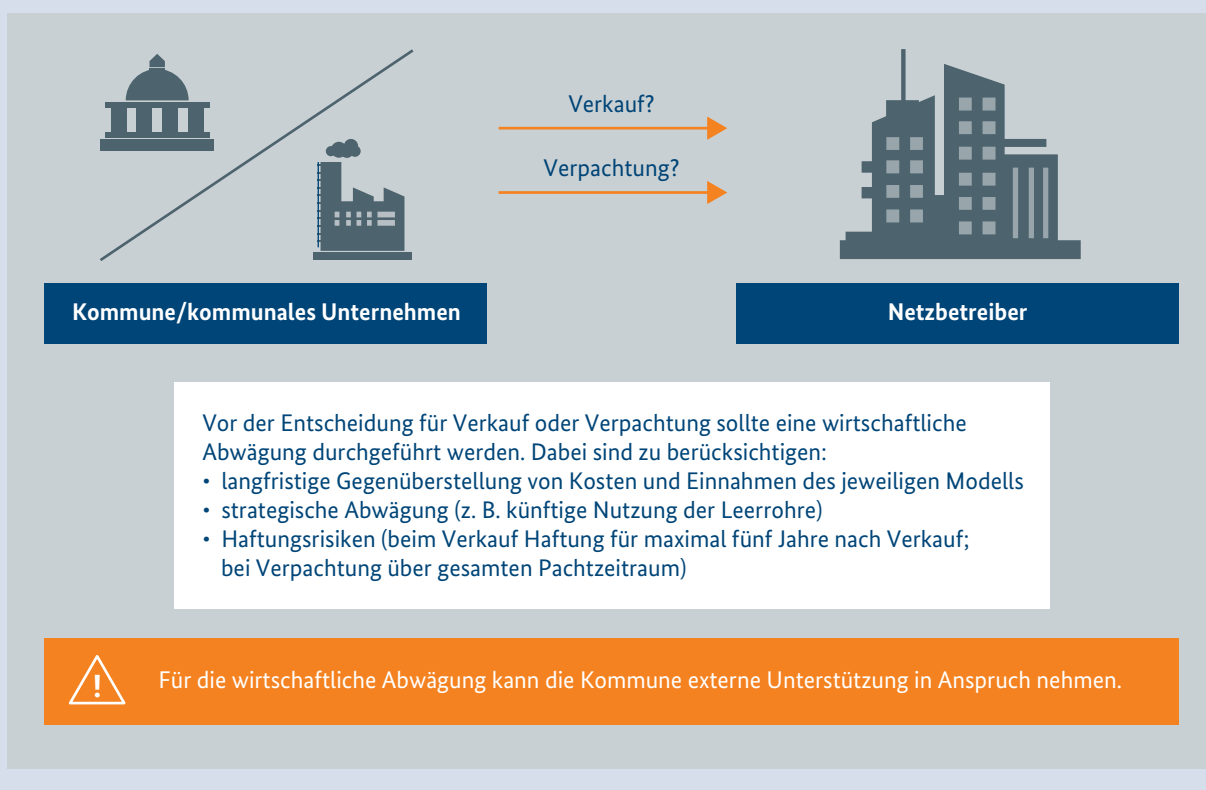 Verkauf?
Verpachtung?
Kommune/kommunales Unternehmen
Netzbetreiber
Vor der Entscheidung für Verkauf oder Verpachtung sollte eine wirtschaftliche
Abwägung durchgeführt werden. Dabei sind zu berücksichtigen:
• langfristige Gegenüberstellung von Kosten und Einnahmen des jeweiligen Modells
• strategische Abwägung (z. B. künftige Nutzung der Leerrohre)
• Haftungsrisiken (beim Verkauf Haftung für maximal fünf Jahre nach Verkauf;
bei Verpachtung über gesamten Pachtzeitraum)
Für die wirtschaftliche Abwägung kann die Kommune externe Unterstützung in Anspruch nehmen.